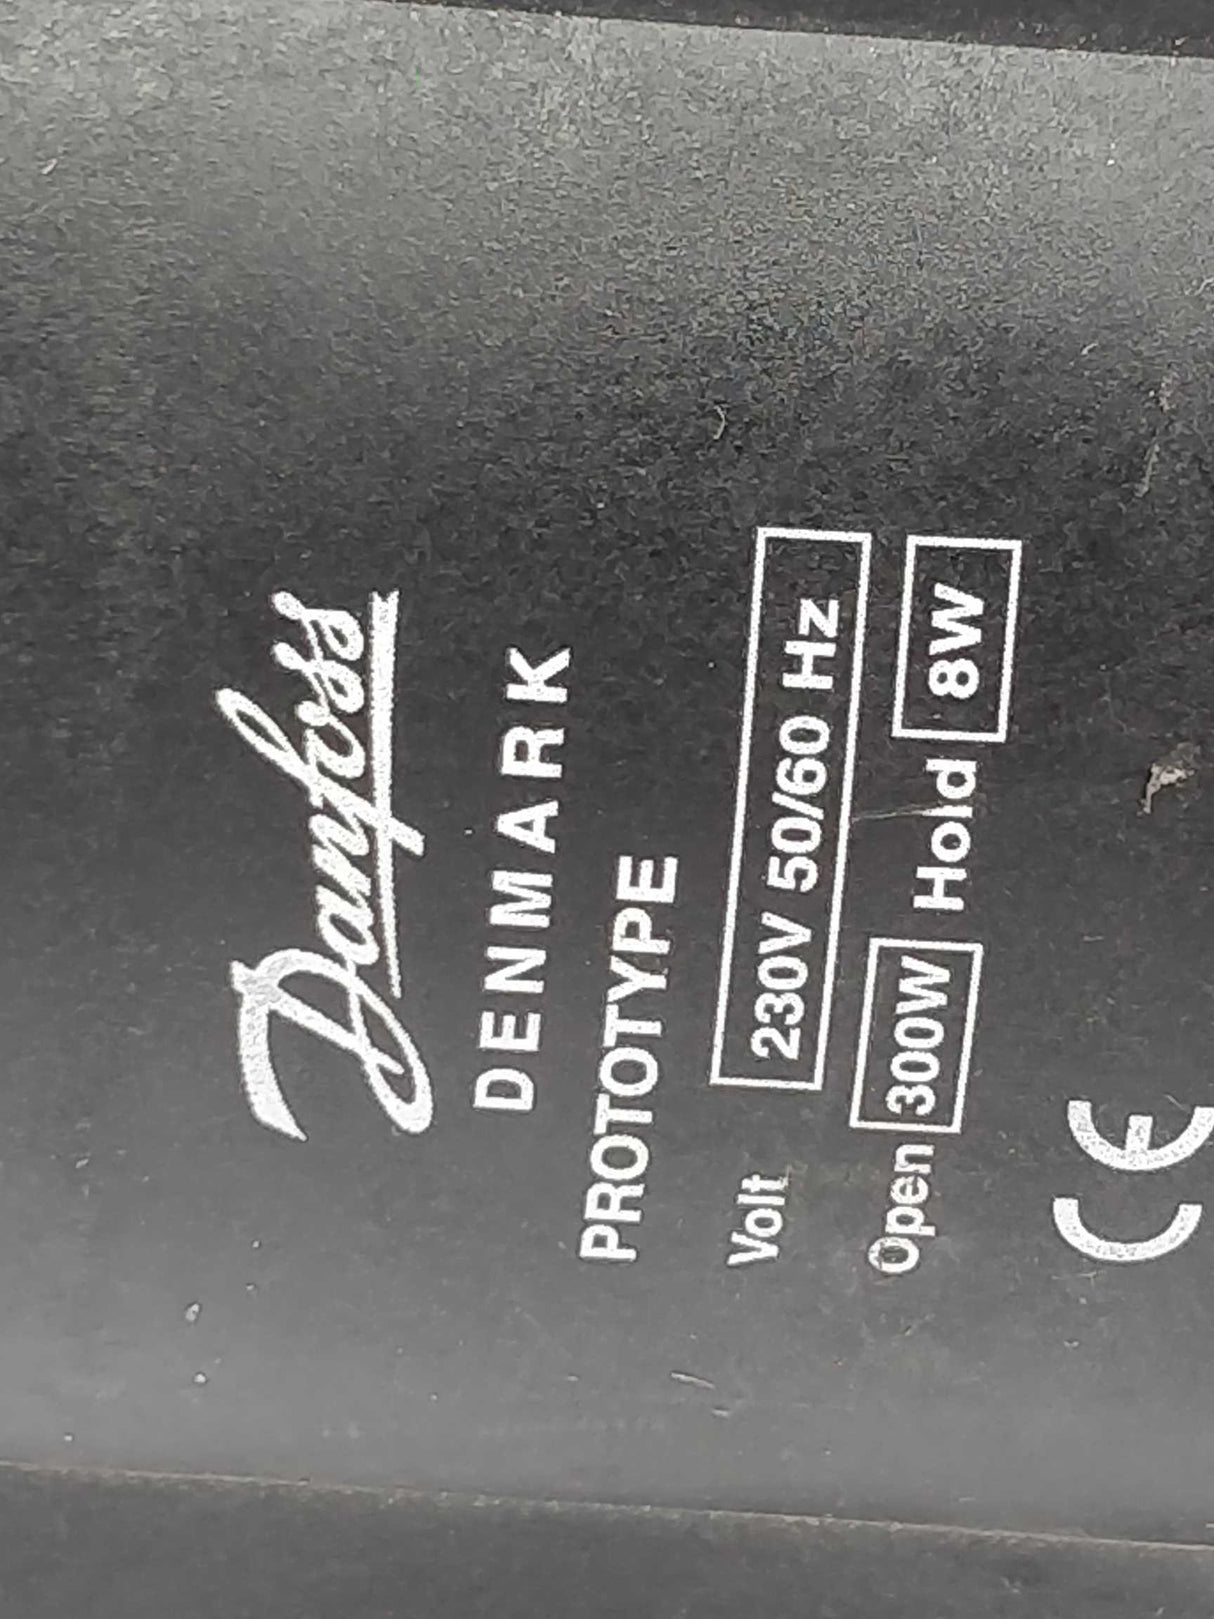 Danfoss
DENMARK
PROTOTYPE
Volt 230V 50/60 Hz
Open 300W Hold 8W
CE